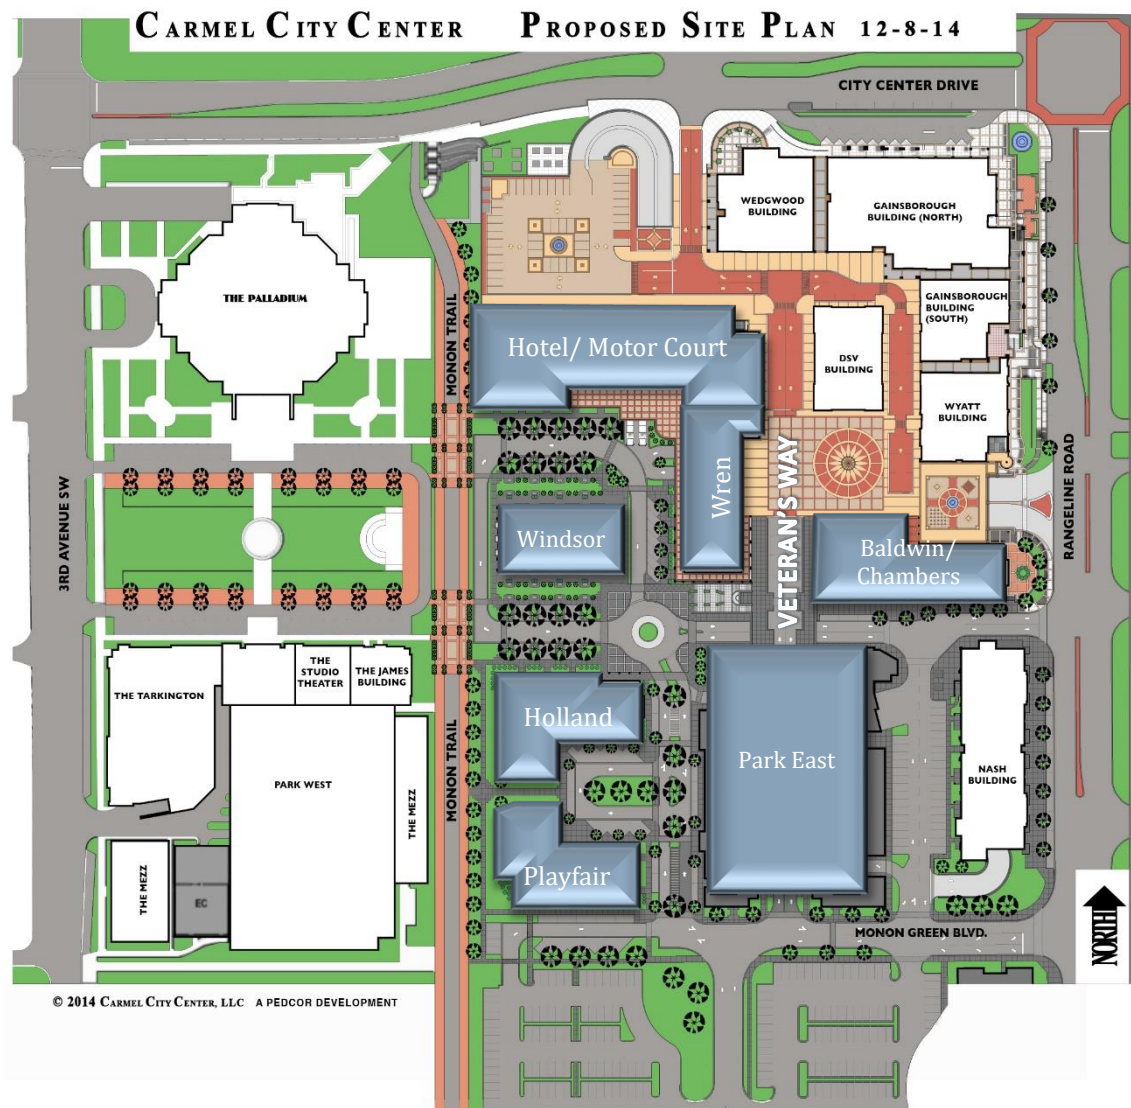 CARMEL CITY CENTER PROPOSED SITE PLAN 12-8-14
CITY CENTER DRIVE
WEDGWOOD
BUILDING
GAINSBOROUGH
BUILDING (NORTH)
THE PALLADIUM
MONON TRAIL
GAINSBOROUGH
BUILDING
(SOUTH)
Hotel/ Motor Court
DSV
BUILDING
WYATT
BUILDING
3RD AVENUE SW
RANGELINE ROAD
Wren
VETERAN'S WAY
Windsor
Baldwin/
Chambers
THE TARKINGTON
THE
STUDIO
THEATER
THE JAMES
BUILDING
Holland
Park East
NASH
BUILDING
PARK WEST
MONON TRAIL
THE MEZZ
THE MEZZ
EC
Playfair
MONON GREEN BLVD.
NORTH
© 2014 CARMEL CITY CENTER, LLC A PEDCOR DEVELOPMENT